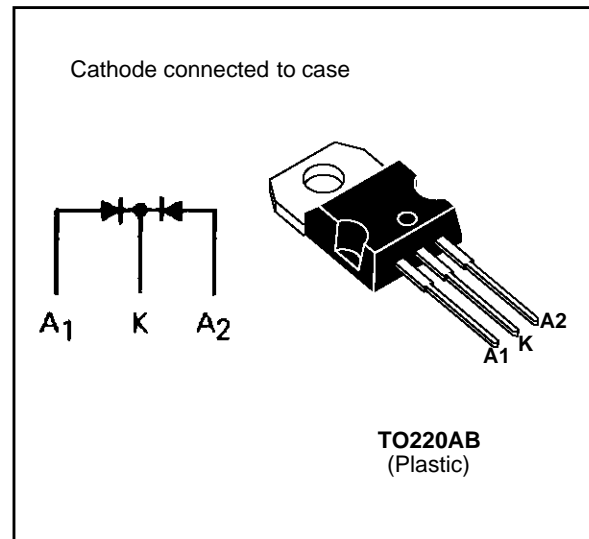 Cathode connected to case
A1 K A2
A2
K
A1
TO220AB
(Plastic)